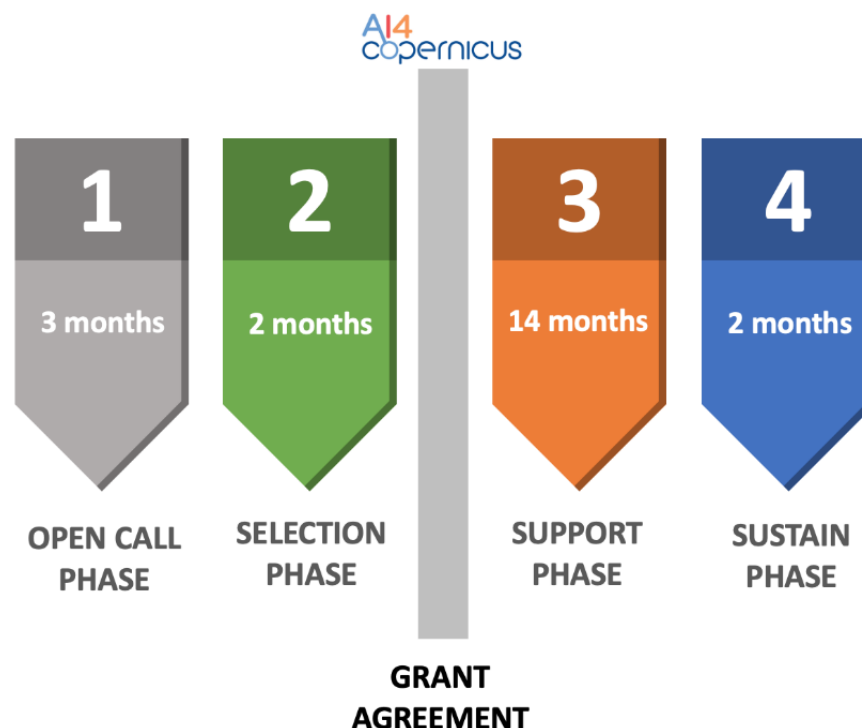 AI4
copernicus
1
3 months
OPEN CALL
PHASE
2
2 months
SELECTION
PHASE
3
14 months
SUPPORT
PHASE
4
2 months
SUSTAIN
PHASE
GRANT
AGREEMENT